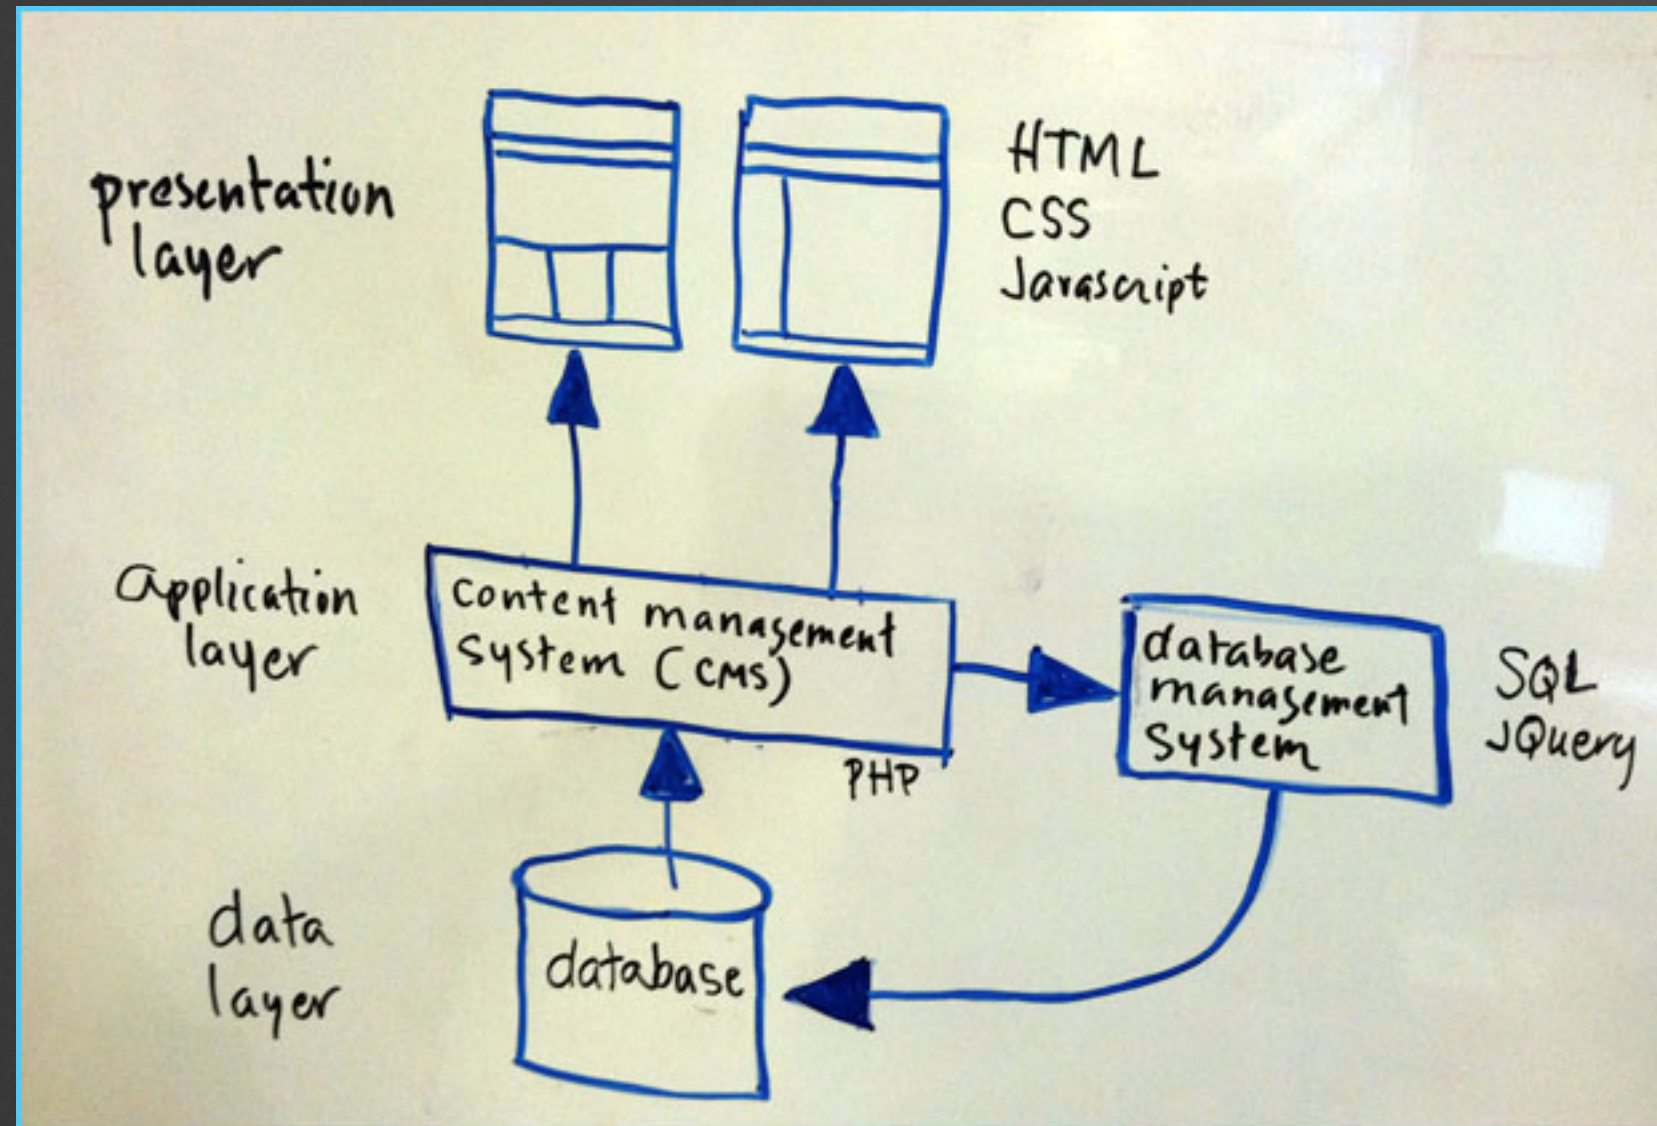 presentation
layer
HTML
CSS
Javascript
Application
layer
Content management
System (CMS)
PHP
database
management
System
SQL
JQuery
data
layer
database